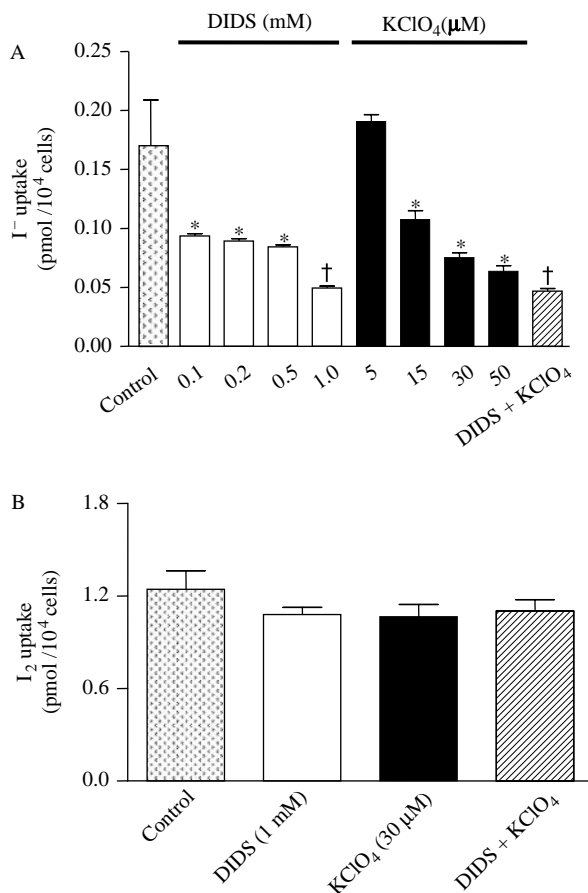 DIDS (mM) KClO₄(μM)
A
0.25
0.20
0.15
0.10
0.05
0.00
I⁻ uptake
(pmol /10⁴ cells)
* * * † * * * †
Control 0.1 0.2 0.5 1.0 5 15 30 50 DIDS + KClO₄
B
1.8
1.2
0.6
0.0
I₂ uptake
(pmol /10⁴ cells)
Control DIDS (1 mM) KClO₄ (30 μM) DIDS + KClO₄